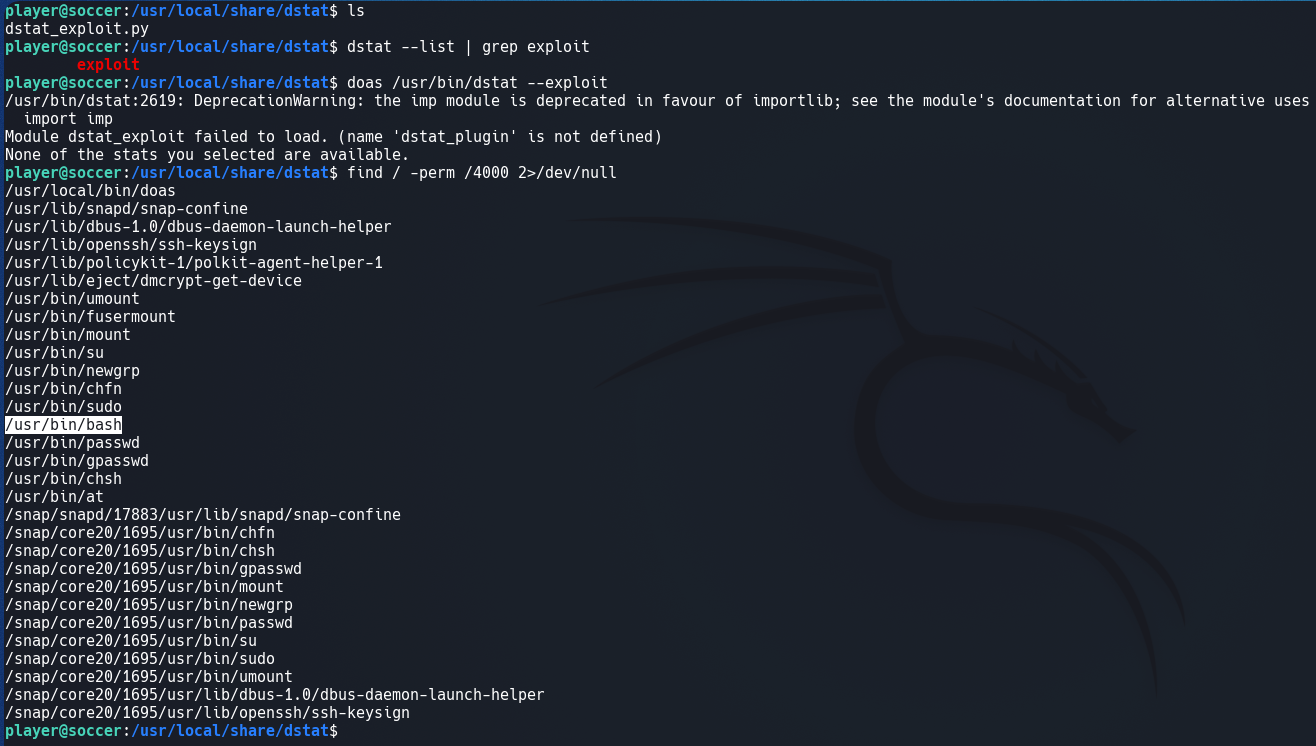 player@soccer:/usr/local/share/dstat$ ls
dstat_exploit.py
player@soccer:/usr/local/share/dstat$ dstat --list | grep exploit
        exploit
player@soccer:/usr/local/share/dstat$ doas /usr/bin/dstat --exploit
/usr/bin/dstat:2619: DeprecationWarning: the imp module is deprecated in favour of importlib; see the module's documentation for alternative uses
  import imp
Module dstat_exploit failed to load. (name 'dstat_plugin' is not defined)
None of the stats you selected are available.
player@soccer:/usr/local/share/dstat$ find / -perm /4000 2>/dev/null
/usr/local/bin/doas
/usr/lib/snapd/snap-confine
/usr/lib/dbus-1.0/dbus-daemon-launch-helper
/usr/lib/openssh/ssh-keysign
/usr/lib/policykit-1/polkit-agent-helper-1
/usr/lib/eject/dmcrypt-get-device
/usr/bin/umount
/usr/bin/fusermount
/usr/bin/mount
/usr/bin/su
/usr/bin/newgrp
/usr/bin/chfn
/usr/bin/sudo
/usr/bin/bash
/usr/bin/passwd
/usr/bin/gpasswd
/usr/bin/chsh
/usr/bin/at
/snap/snapd/17883/usr/lib/snapd/snap-confine
/snap/core20/1695/usr/bin/chfn
/snap/core20/1695/usr/bin/chsh
/snap/core20/1695/usr/bin/gpasswd
/snap/core20/1695/usr/bin/mount
/snap/core20/1695/usr/bin/newgrp
/snap/core20/1695/usr/bin/passwd
/snap/core20/1695/usr/bin/su
/snap/core20/1695/usr/bin/sudo
/snap/core20/1695/usr/bin/umount
/snap/core20/1695/usr/lib/dbus-1.0/dbus-daemon-launch-helper
/snap/core20/1695/usr/lib/openssh/ssh-keysign
player@soccer:/usr/local/share/dstat$